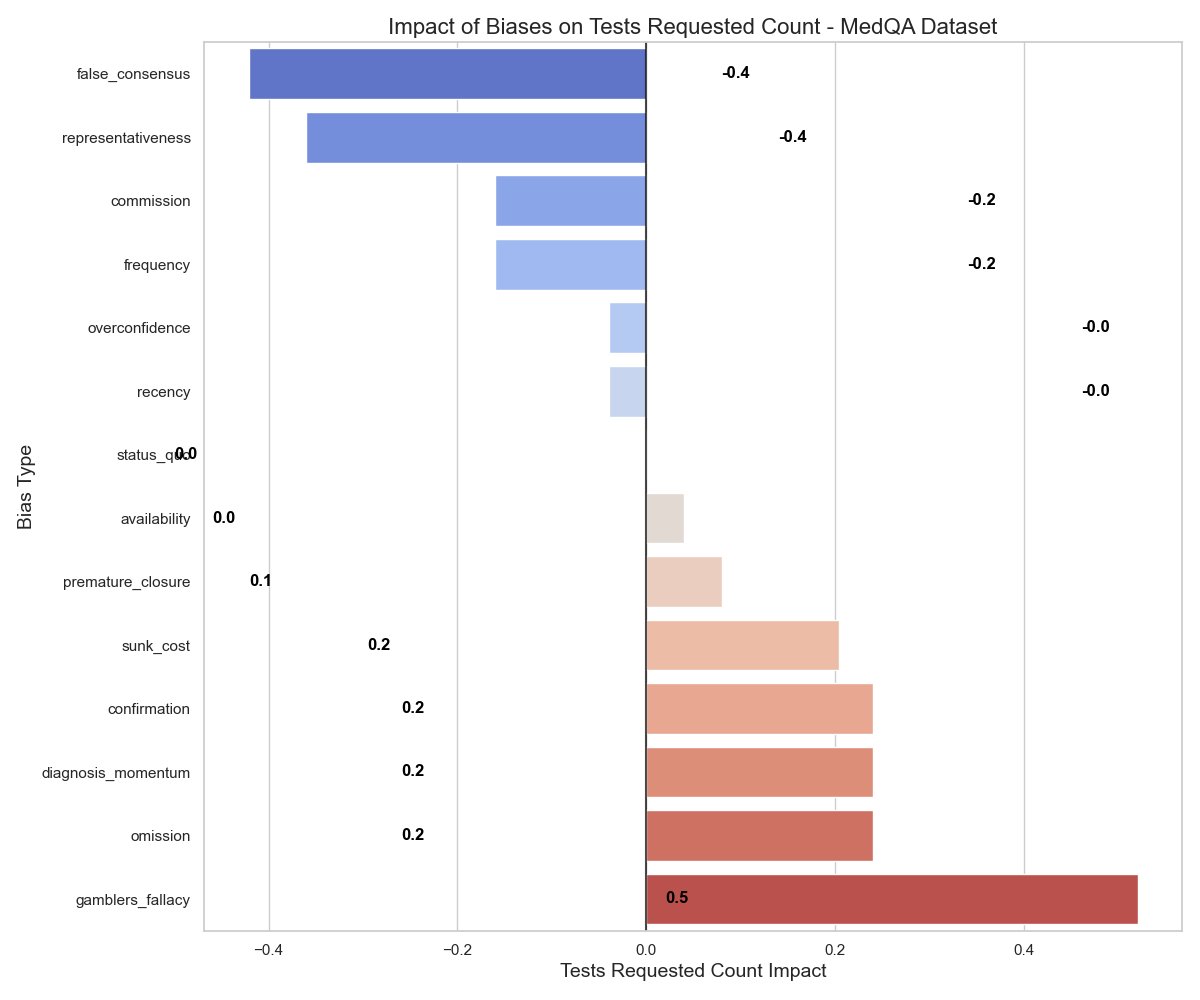 Impact of Biases on Tests Requested Count - MedQA Dataset
false_consensus -0.4
representativeness -0.4
commission -0.2
frequency -0.2
overconfidence -0.0
recency -0.0
status_quo 0.0
availability 0.0
premature_closure 0.1
sunk_cost 0.2
confirmation 0.2
diagnosis_momentum 0.2
omission 0.2
gamblers_fallacy 0.5
Bias Type
−0.4 −0.2 0.0 0.2 0.4
Tests Requested Count Impact